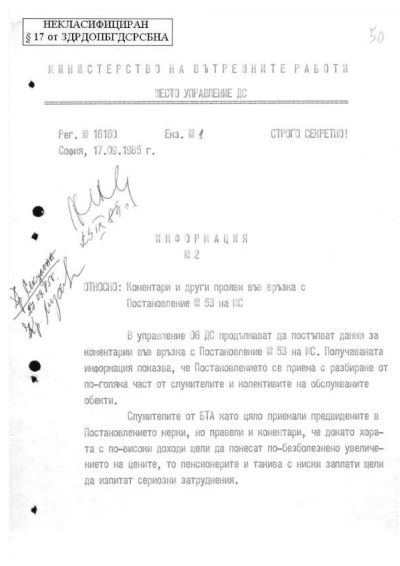 НЕКЛАСИФИЦИРАН
§ 17 от ЗДРДОПБГДСРСБНА
50
МИНИСТЕРСТВО НА ВЪТРЕШНИТЕ РАБОТИ
ШЕСТО УПРАВЛЕНИЕ ДС
Рег. № 16160 Екз. № 1 СТРОГО СЕКРЕТНО!
София, 17.09.1985 г.
ИНФОРМАЦИЯ
№ 2
ОТНОСНО: Коментари и други прояви във връзка с
Постановление № 53 на МС
В управление 06 ДС продължават да постъпват данни за
коментарии във връзка с Постановление № 53 на МС. Получаваната
информация показва, че Постановлението се приема с разбиране от
по-голяма част от служителите и колективите на обслужваните
обекти.
Служителите от БТА като цяло приемали предвидените в
Постановлението мерки, но правели и коментари, че докато хора-
та с по-високи доходи щели да понесат по-безболезнено увеличе-
нието на цените, то пенсионерите и такива с ниски заплати щели
да изпитат сериозни затруднения.